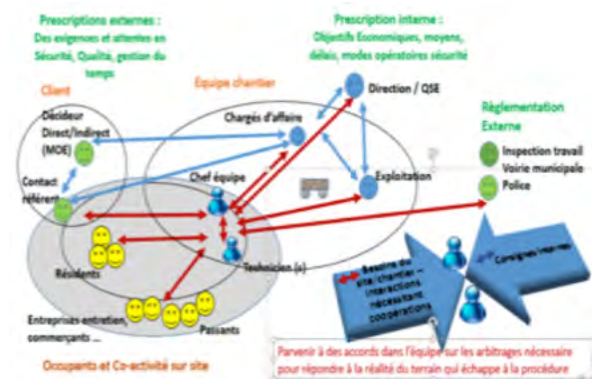 Prescriptions externes :
Des exigences et attentes en
Sécurité, Qualité, gestion du
temps
Prescription interne :
Objectifs Economiques, moyens,
délais, modes opératoires sécurité
Client
Equipe chantier
Direction / QSE
Décideur
Direct/Indirect
(MOE)
Chargés d'affaire
Règlementation
Externe
Inspection travail
Voirie municipale
Police
Contact
référent
Chef équipe
Exploitation
Résidents
Technicien (s)
Entreprises entretien,
commerçants ...
Passants
Occupants et Co-activité sur site
Besoins du
site/chantier –
interactions
nécessitant
coopérations
Consignes internes
Parvenir à des accords dans l'équipe sur les arbitrages nécessaire
pour répondre à la réalité du terrain qui échappe à la procédure